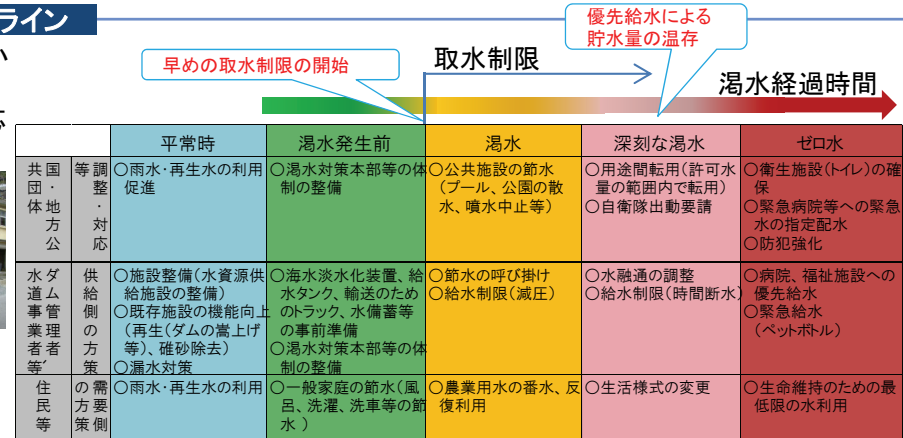 ライン
い
優先給水による
貯水量の温存
早めの取水制限の開始
取水制限
渇水経過時間
平常時
渇水発生前
渇水
深刻な渇水
ゼロ水
国・地方公
共団体
調整・対応
等
○雨水・再生水の利用
促進
○渇水対策本部等の体
制の整備
○公共施設の節水
(プール、公園の散
水、噴水中止等)
○用途間転用(許可水
量の範囲内で転用)
○自衛隊出動要請
○衛生施設(トイレ)の確
保
○緊急病院等への緊急
水の指定配水
○防犯強化
ダム管理者、
水道事業者等
供給側の方策
○施設整備(水資源供
給施設の整備)
○既存施設の機能向上
(再生(ダムの嵩上げ
等)、碓砂除去)
○漏水対策
○海水淡水化装置、給
水タンク、輸送のため
のトラック、水備蓄等
の事前準備
○渇水対策本部等の体
制の整備
○節水の呼び掛け
○給水制限(減圧)
○水融通の調整
○給水制限(時間断水)
○病院、福祉施設への
優先給水
○緊急給水
(ペットボトル)
住民等
需要側
の方策
○雨水・再生水の利用
○一般家庭の節水(風
呂、洗濯、洗車等の節
水)
○農業用水の番水、反
復利用
○生活様式の変更
○生命維持のための最
低限の水利用